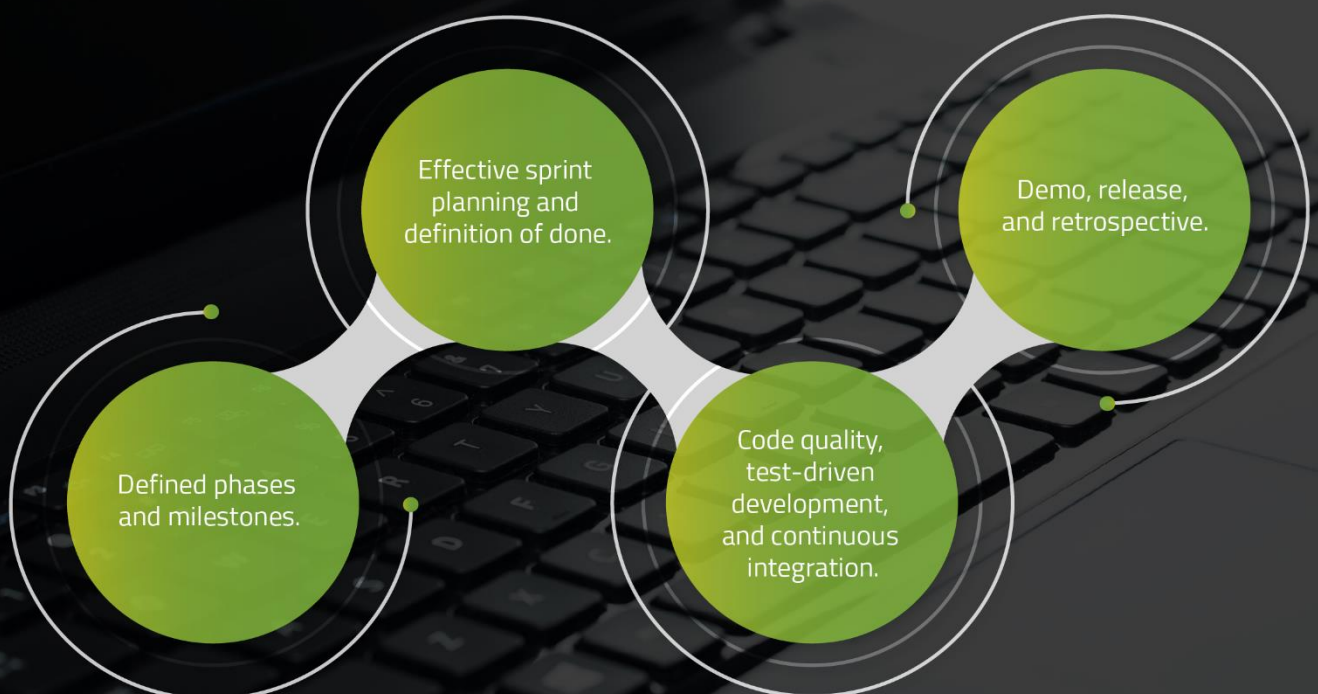 Defined phases
and milestones.
Effective sprint
planning and
definition of done.
Code quality,
test-driven
development,
and continuous
integration.
Demo, release,
and retrospective.